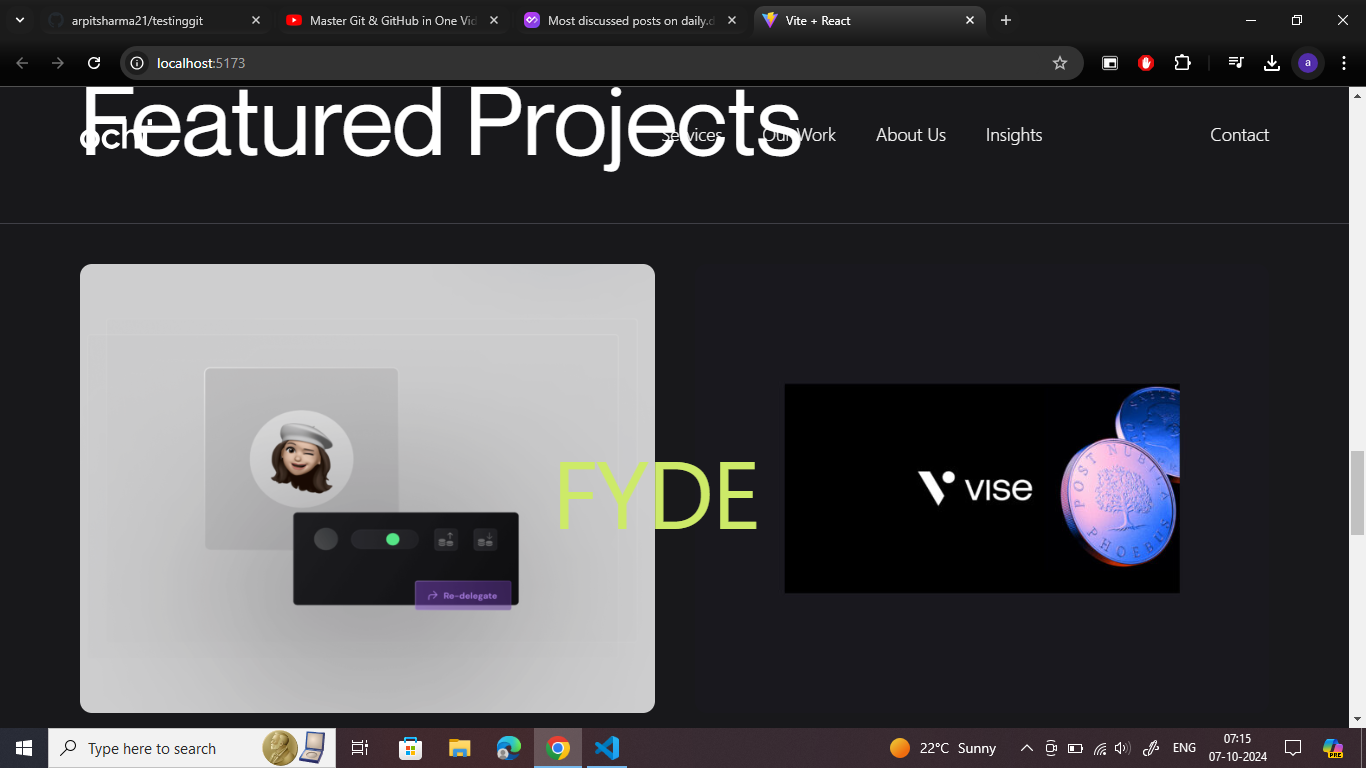 arpitsharma21/testinggit
Master Git & GitHub in One Vid
Most discussed posts on daily.d
Vite + React
localhost:5173
a
Featured Projects
ochi
Services
Our Work
About Us
Insights
Contact
FYDE
vise
POST NUBILA
PHOEBUS
Re-delegate
Type here to search
22°C Sunny
ENG
07:15
07-10-2024
PRE